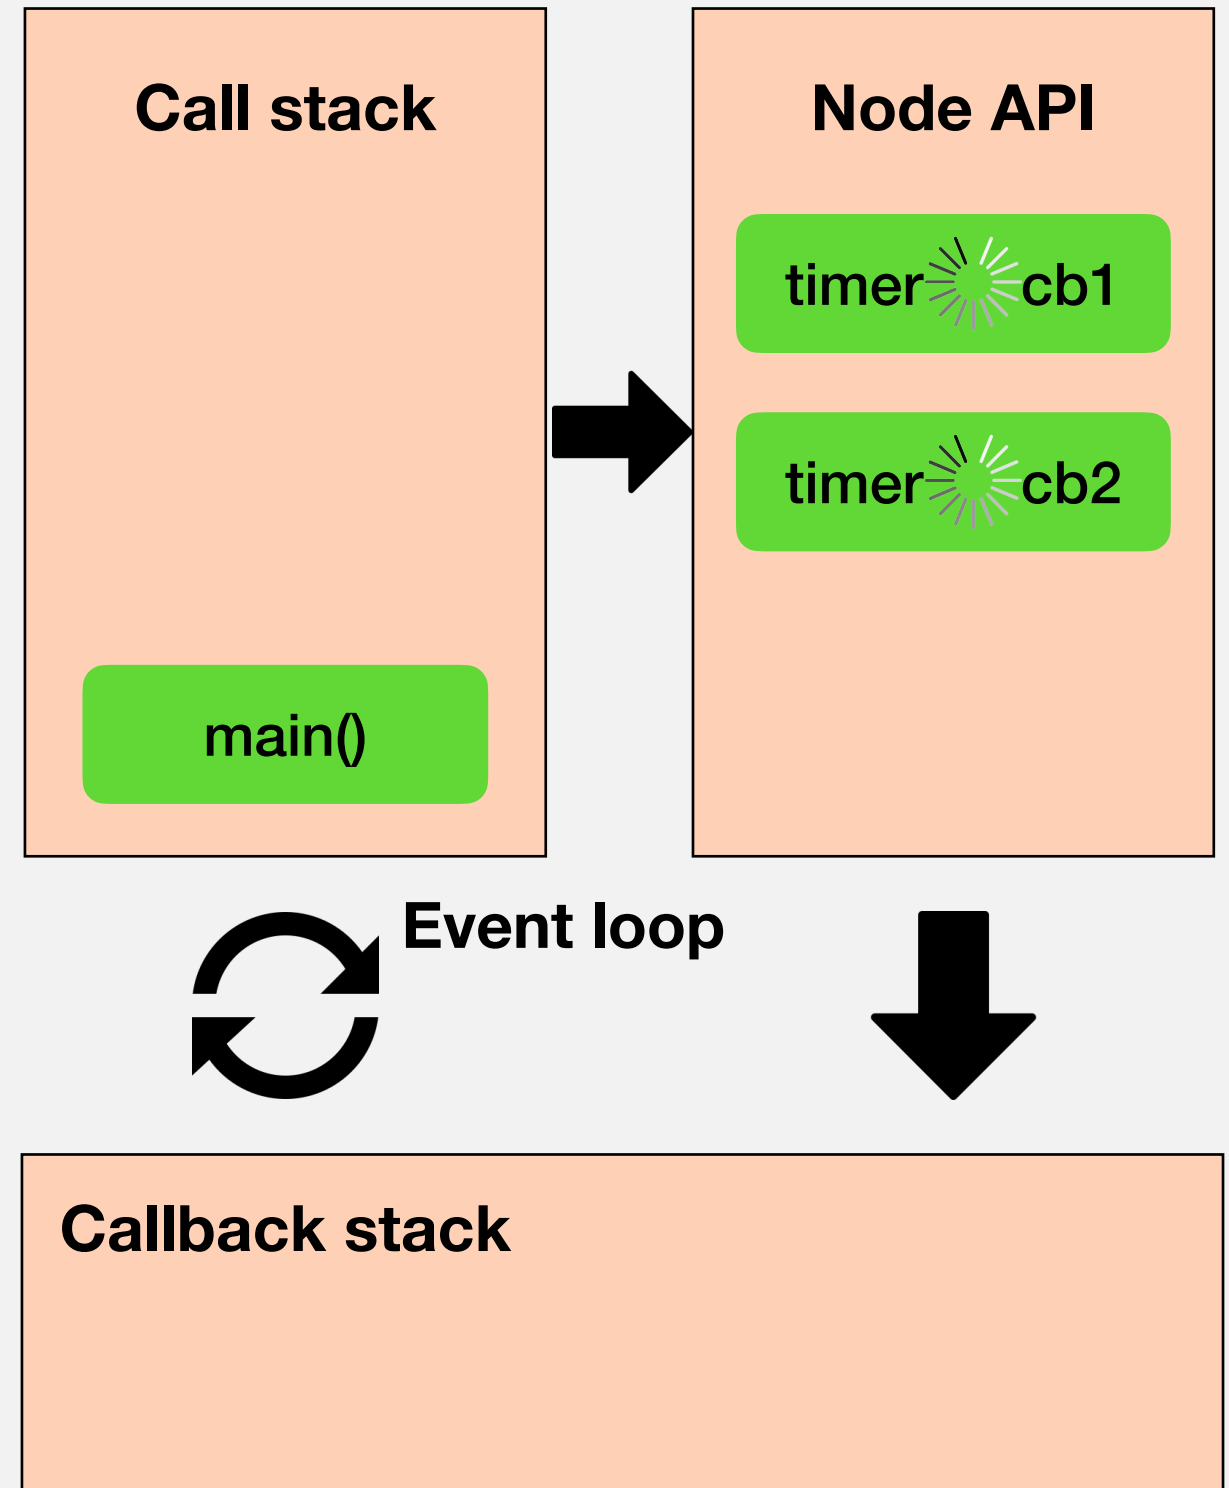 Call stack
Node API
timer cb1
timer cb2
main()
Event loop
Callback stack